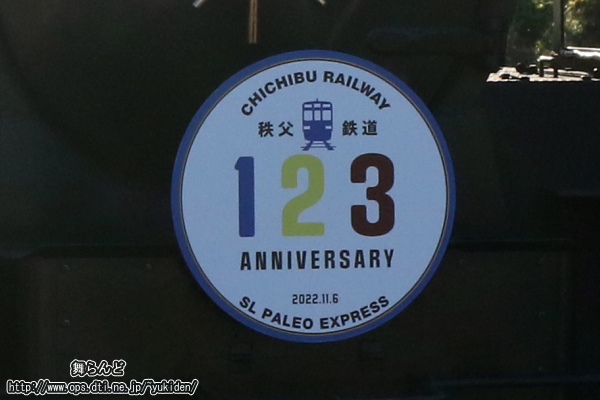 CHICHIBU RAILWAY
秩父 鉄道
123
ANNIVERSARY
2022.11.6
SL PALEO EXPRESS
舞らんど
http://www.ops.dti.ne.jp/~yukiden/